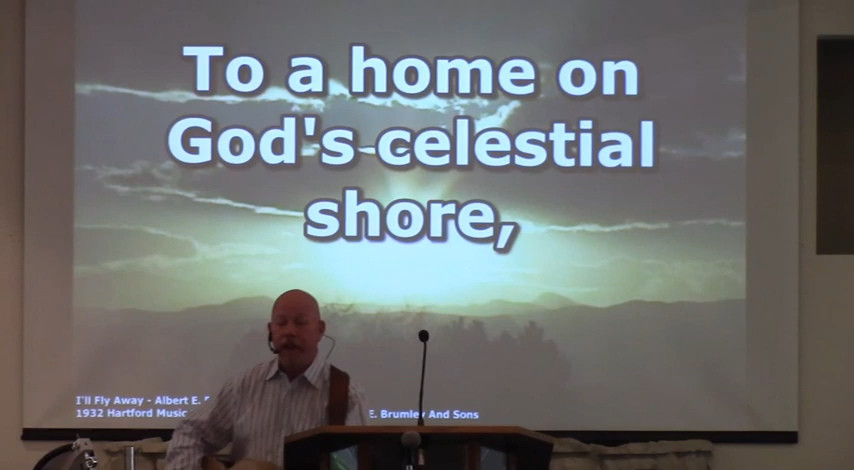 To a home on
God's celestial
shore,
I'll Fly Away - Albert E.
1932 Hartford Music E. Brumley And Sons